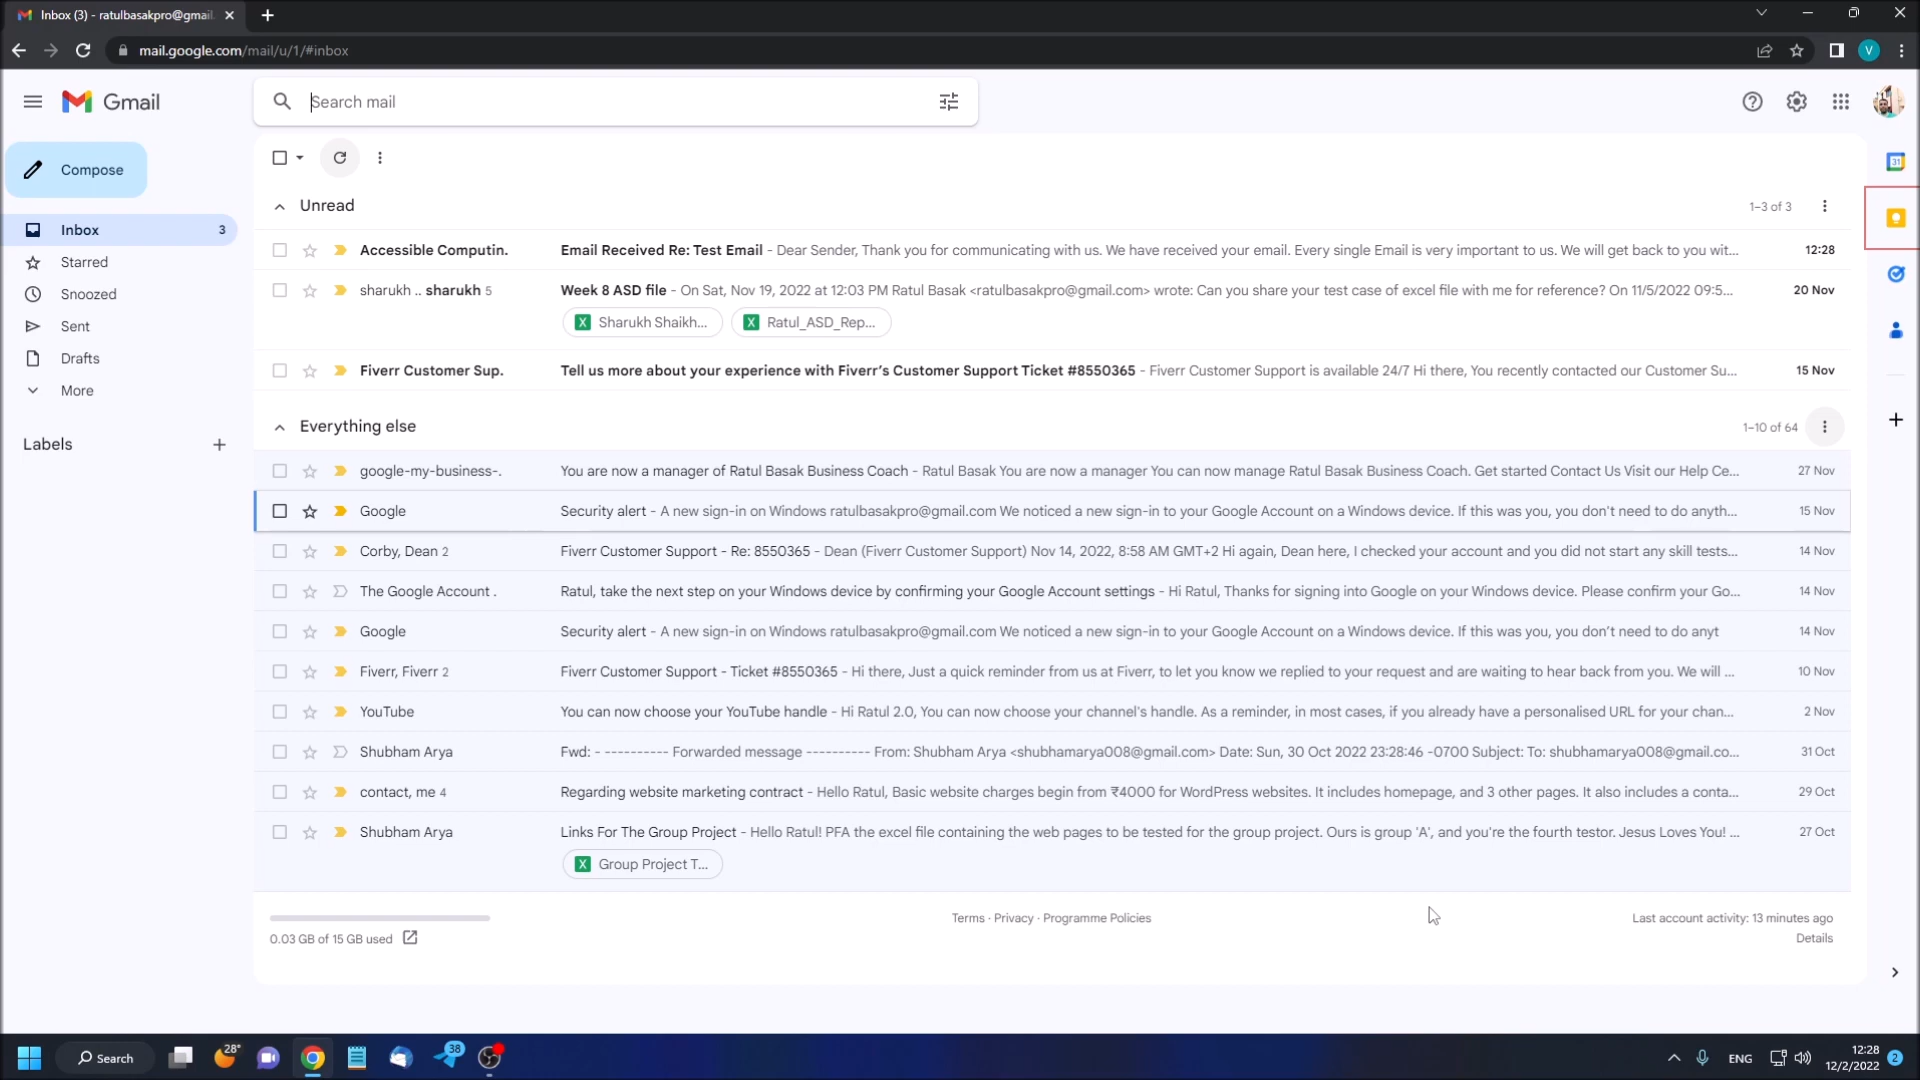 Inbox (3) - ratulbasakpro@gmail.
mail.google.com/mail/u/1/#inbox
V
Gmail
Search mail
Compose
Inbox 3
Starred
Snoozed
Sent
Drafts
More
Labels
31
Unread 1–3 of 3
Accessible Computin. Email Received Re: Test Email - Dear Sender, Thank you for communicating with us. We have received your email. Every single Email is very important to us. We will get back to you wit... 12:28
sharukh .. sharukh 5 Week 8 ASD file - On Sat, Nov 19, 2022 at 12:03 PM Ratul Basak <ratulbasakpro@gmail.com> wrote: Can you share your test case of excel file with me for reference? On 11/5/2022 09:5... 20 Nov
X Sharukh Shaikh... X Ratul_ASD_Rep...
Fiverr Customer Sup. Tell us more about your experience with Fiverr’s Customer Support Ticket #8550365 - Fiverr Customer Support is available 24/7 Hi there, You recently contacted our Customer Su... 15 Nov
Everything else 1–10 of 64
google-my-business-. You are now a manager of Ratul Basak Business Coach - Ratul Basak You are now a manager You can now manage Ratul Basak Business Coach. Get started Contact Us Visit our Help Ce... 27 Nov
Google Security alert - A new sign-in on Windows ratulbasakpro@gmail.com We noticed a new sign-in to your Google Account on a Windows device. If this was you, you don't need to do anyth... 15 Nov
Corby, Dean 2 Fiverr Customer Support - Re: 8550365 - Dean (Fiverr Customer Support) Nov 14, 2022, 8:58 AM GMT+2 Hi again, Dean here, I checked your account and you did not start any skill tests... 14 Nov
The Google Account . Ratul, take the next step on your Windows device by confirming your Google Account settings - Hi Ratul, Thanks for signing into Google on your Windows device. Please confirm your Go... 14 Nov
Google Security alert - A new sign-in on Windows ratulbasakpro@gmail.com We noticed a new sign-in to your Google Account on a Windows device. If this was you, you don’t need to do anyt 14 Nov
Fiverr, Fiverr 2 Fiverr Customer Support - Ticket #8550365 - Hi there, Just a quick reminder from us at Fiverr, to let you know we replied to your request and are waiting to hear back from you. We will ... 10 Nov
YouTube You can now choose your YouTube handle - Hi Ratul 2.0, You can now choose your channel's handle. As a reminder, in most cases, if you already have a personalised URL for your chan... 2 Nov
Shubham Arya Fwd: - ---------- Forwarded message ---------- From: Shubham Arya <shubhamarya008@gmail.com> Date: Sun, 30 Oct 2022 23:28:46 -0700 Subject: To: shubhamarya008@gmail.co... 31 Oct
contact, me 4 Regarding website marketing contract - Hello Ratul, Basic website charges begin from ₹4000 for WordPress websites. It includes homepage, and 3 other pages. It also includes a conta... 29 Oct
Shubham Arya Links For The Group Project - Hello Ratul! PFA the excel file containing the web pages to be tested for the group project. Ours is group 'A', and you're the fourth testor. Jesus Loves You! ... 27 Oct
X Group Project T...
Terms · Privacy · Programme Policies
Last account activity: 13 minutes ago
0.03 GB of 15 GB used
Details
Search 28° 38 ENG 12:28
12/2/2022 2